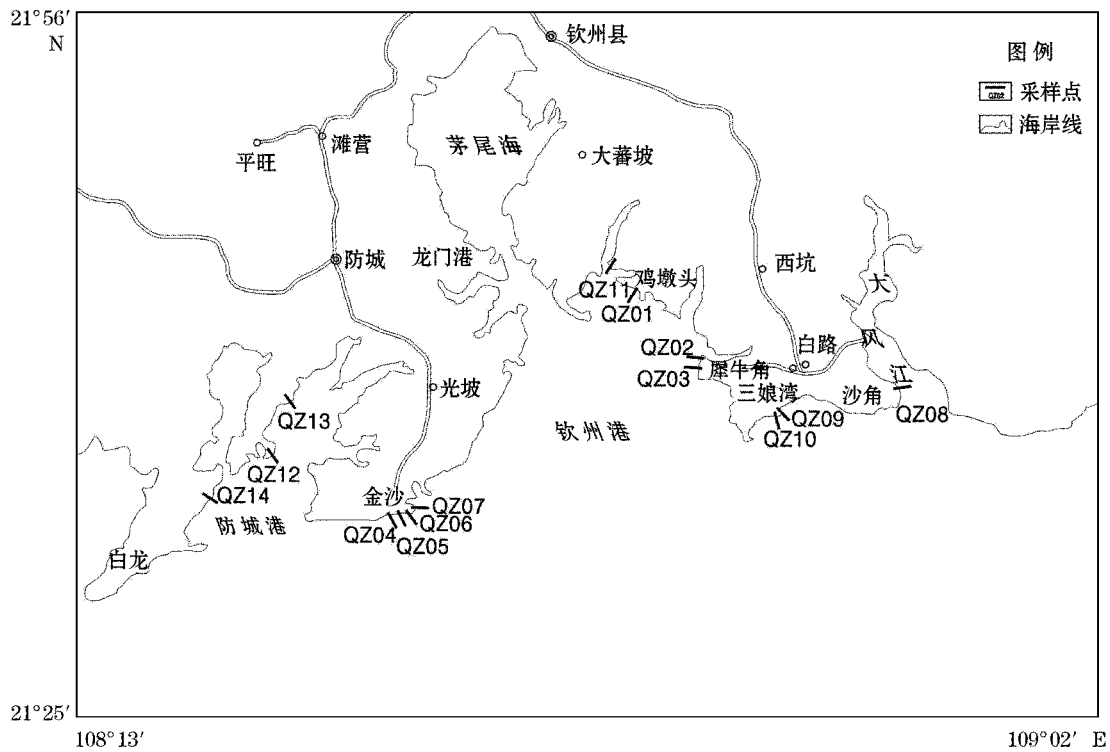 21°56′
N
钦州县
图例
QZ02 采样点
海岸线
平旺
滩营
茅尾海
大蕃坡
防城
龙门港
鸡墩头
西坑
大
风
江
QZ11
QZ01
QZ02
QZ03
犀牛角
白路
三娘湾
沙角
QZ08
QZ09
QZ10
光坡
钦州港
QZ13
QZ12
QZ14
防城港
白龙
金沙
QZ07
QZ04
QZ06
QZ05
21°25′
108°13′
109°02′ E